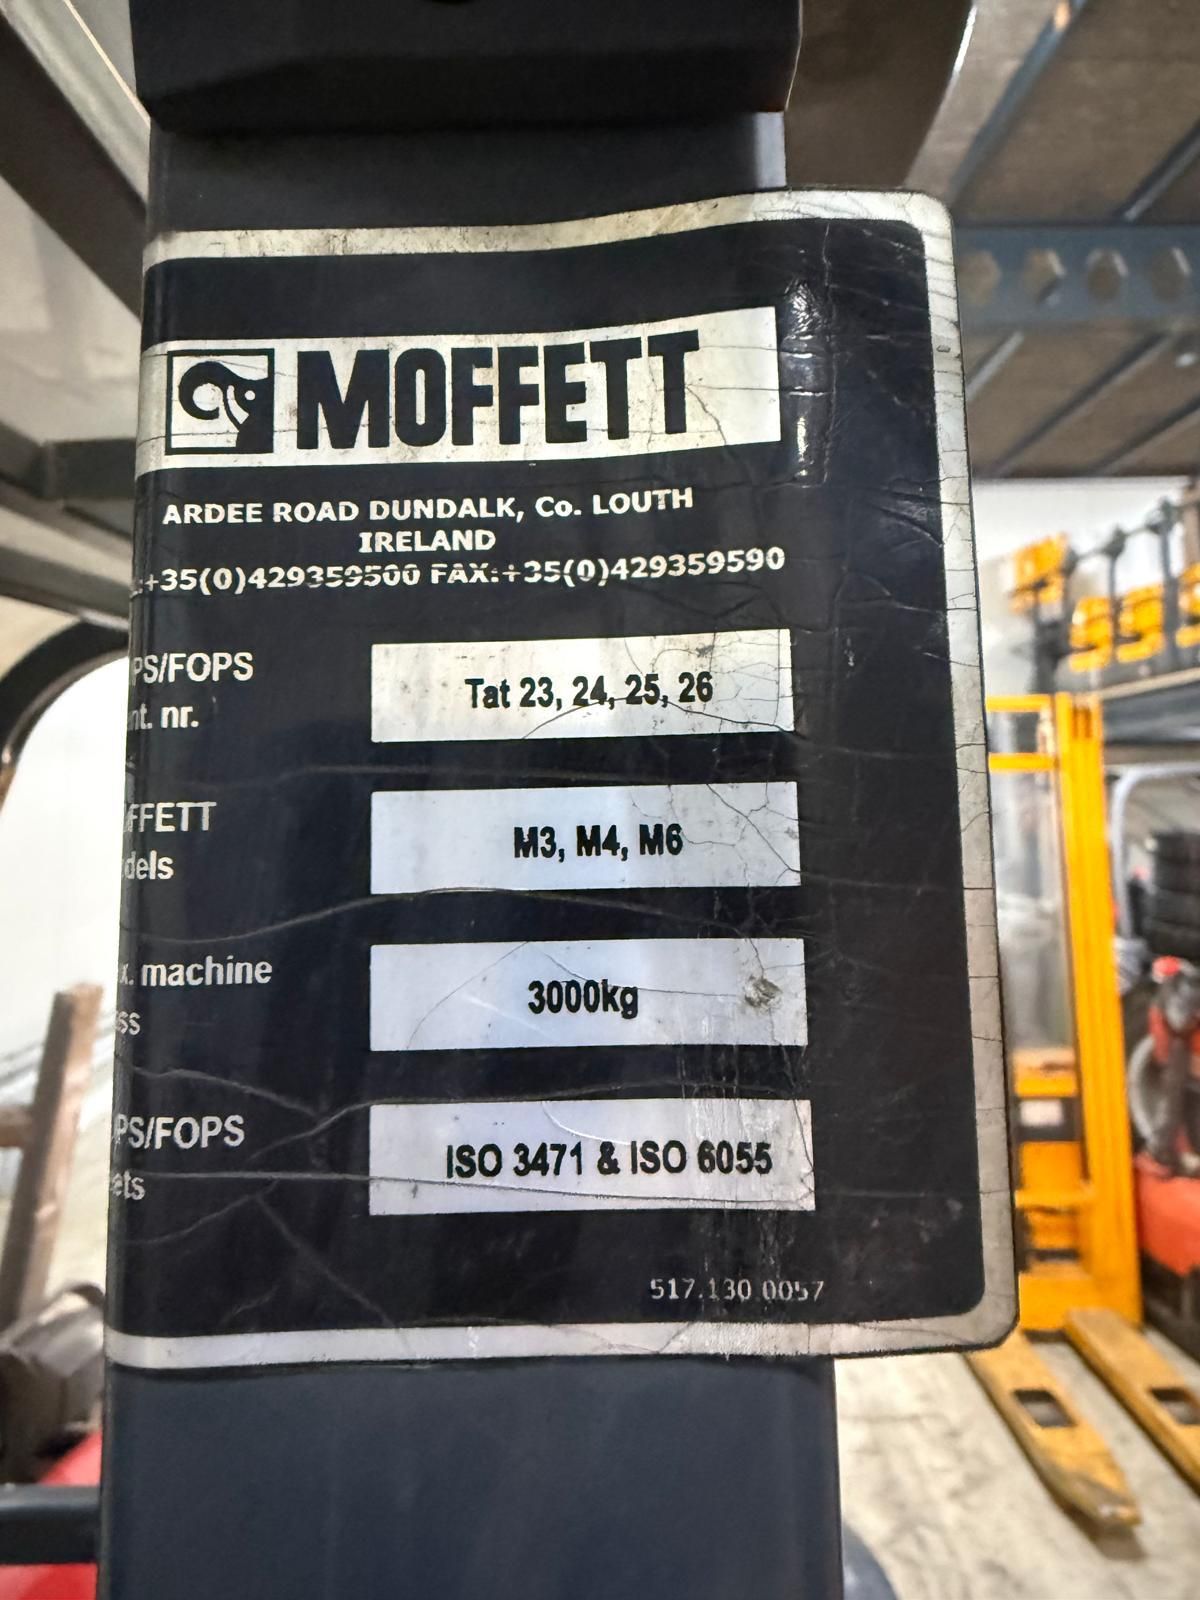 MOFFETT
ARDEE ROAD DUNDALK, Co. LOUTH
IRELAND
:+35(0)429359500 FAX:+35(0)429359590
PS/FOPS
nt. nr.
Tat 23, 24, 25, 26
FFETT
dels
M3, M4, M6
x. machine
ss
3000kg
PS/FOPS
ets
ISO 3471 & ISO 6055
517.130.0057